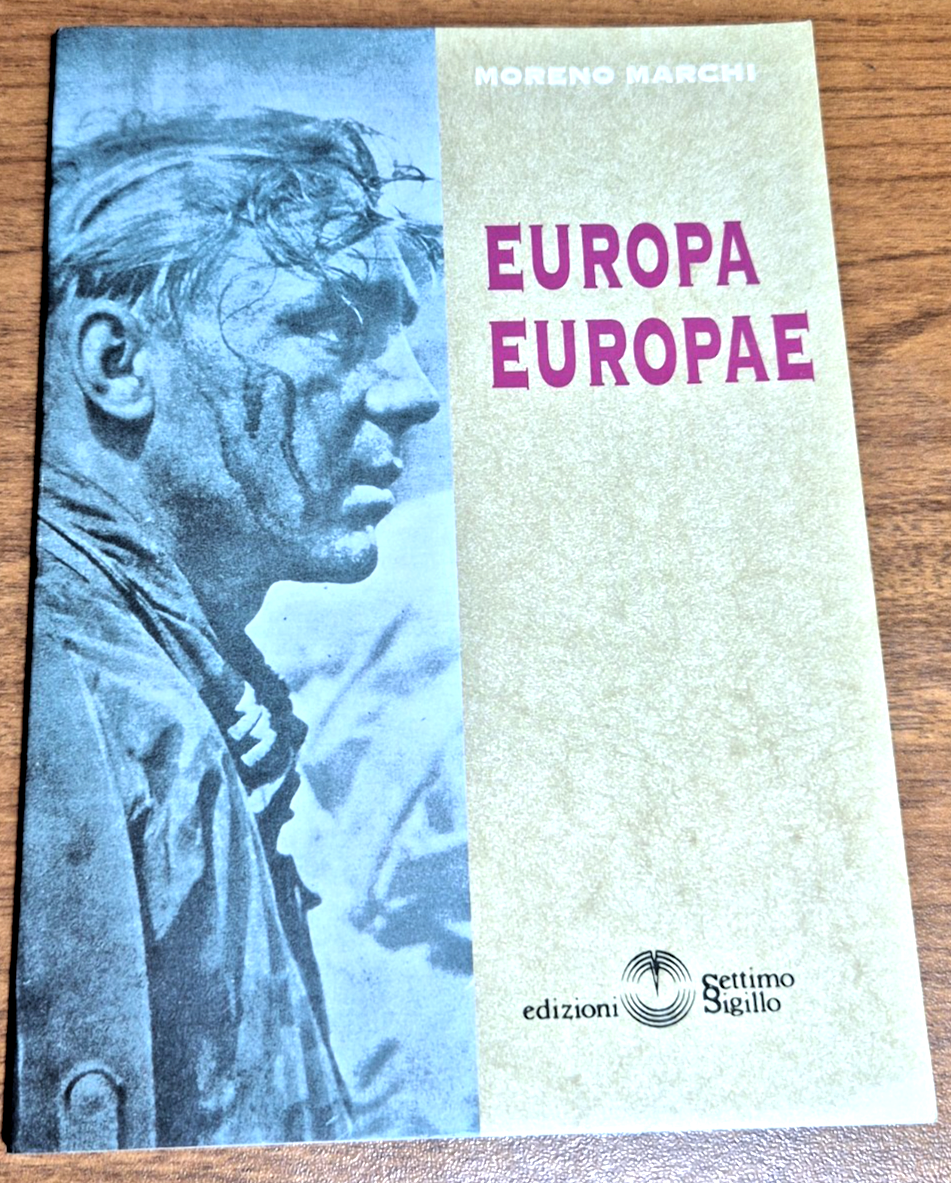 MORENO MARCHI
EUROPA
EUROPAE
edizioni Settimo
Sigillo